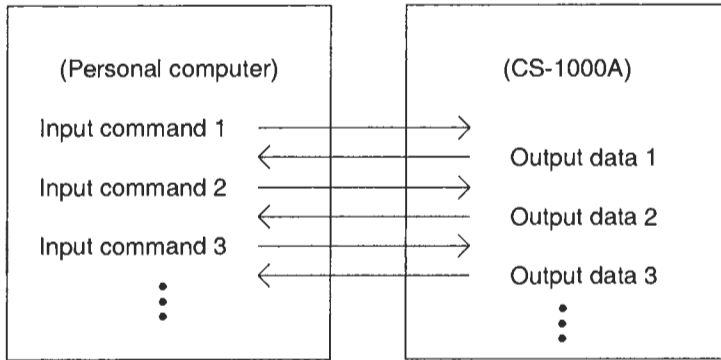 (Personal computer)
(CS-1000A)
Input command 1
Output data 1
Input command 2
Output data 2
Input command 3
Output data 3